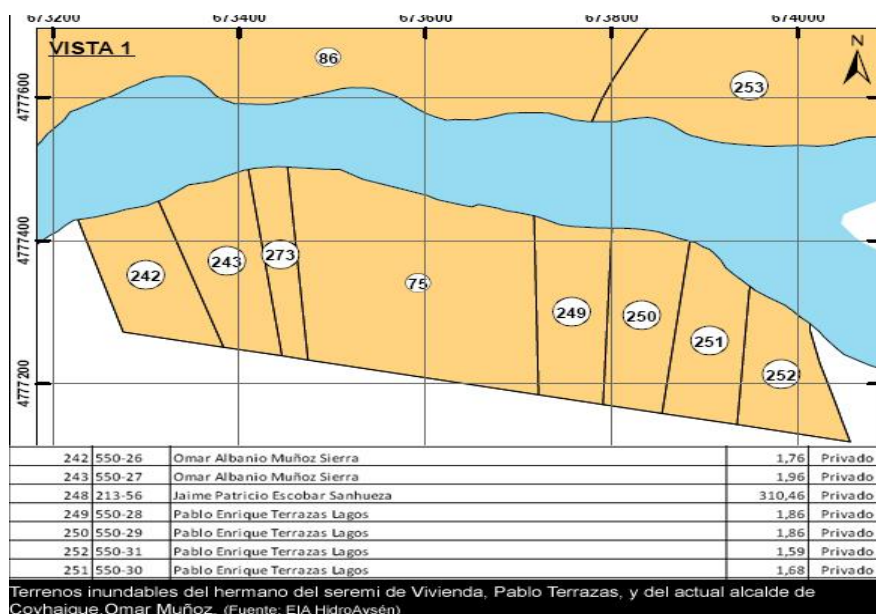 673200 673400 673600 673800 674000
VISTA 1
N
86
253
4777600
4777400
4777200
242
243
273
75
249
250
251
252
242 550-26 Omar Albanio Muñoz Sierra 1,76 Privado
243 550-27 Omar Albanio Muñoz Sierra 1,96 Privado
248 213-56 Jaime Patricio Escobar Sanhueza 310,46 Privado
249 550-28 Pablo Enrique Terrazas Lagos 1,86 Privado
250 550-29 Pablo Enrique Terrazas Lagos 1,86 Privado
252 550-31 Pablo Enrique Terrazas Lagos 1,59 Privado
251 550-30 Pablo Enrique Terrazas Lagos 1,68 Privado
Terrenos inundables del hermano del seremi de Vivienda, Pablo Terrazas, y del actual alcalde de
Coyhaique,Omar Muñoz. (Fuente: EIA HidroAysén)